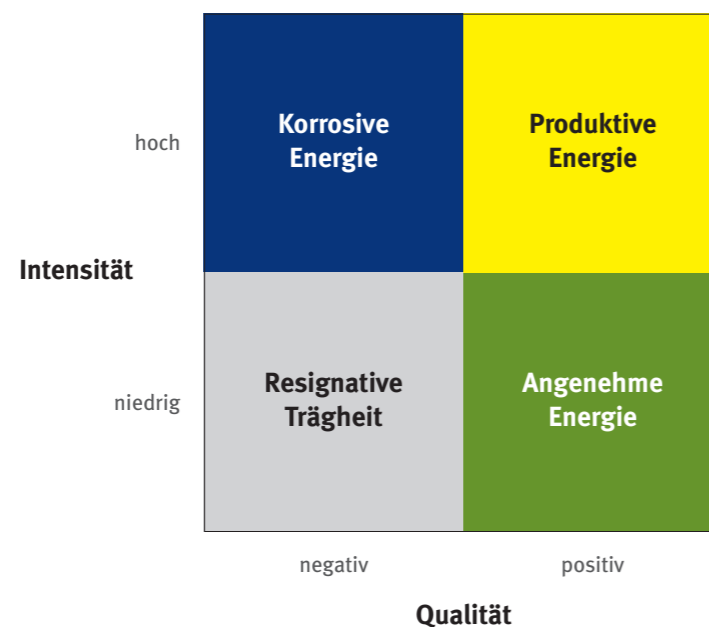 hoch
Korrosive
Energie
Produktive
Energie
Intensität
niedrig
Resignative
Trägheit
Angenehme
Energie
negativ
positiv
Qualität